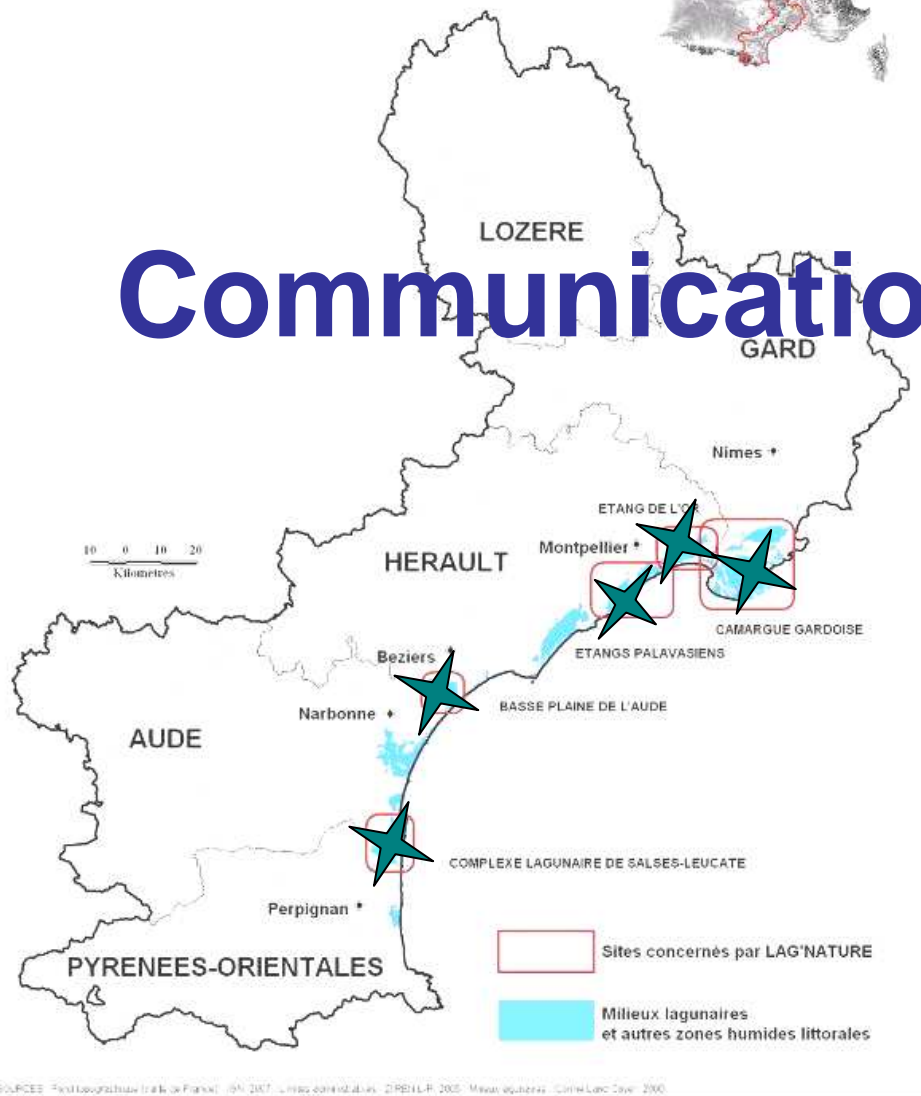 LOZERE
Communicatio
GARD
Nimes
ETANG DE L'OR
Montpellier
HERAULT
10 0 10 20
Kilometres
CAMARGUE GARDOISE
ETANGS PALAVASIENS
Beziers
BASSE PLAINE DE L'AUDE
Narbonne
AUDE
COMPLEXE LAGUNAIRE DE SALSES-LEUCATE
Perpignan
Sites concernés par LAG'NATURE
PYRENEES-ORIENTALES
Milieux lagunaires
et autres zones humides littorales